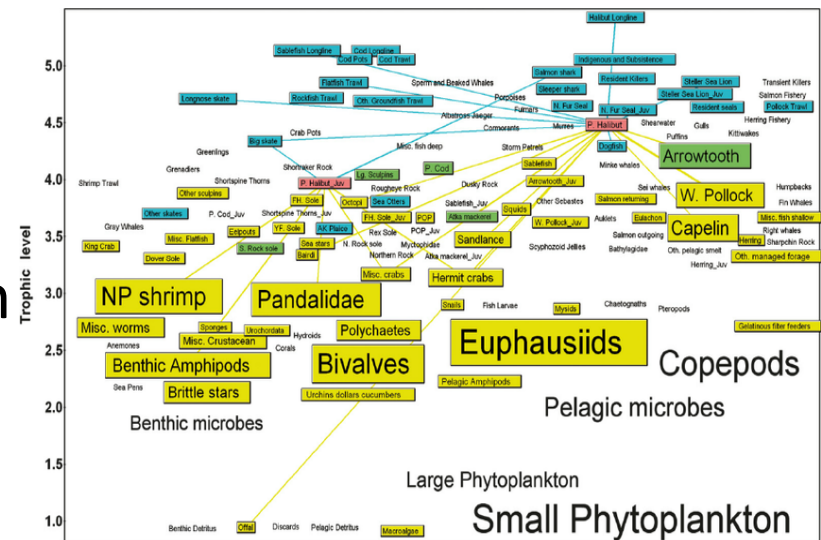 Halibut Longline
Sablefish Longline
Cod Longline
Cod Pots
Cod Trawl
Indigenous and Subsistence
5.0
Salmon shark
Resident Killers
Flatfish Trawl
Sperm and Beaked Whales
Steller Sea Lion
Transient Killers
Sleeper shark
Steller Sea Lion_Juv
Salmon Fishery
Longnose skate
Rockfish Trawl
Oth. Groundfish Trawl
Porpoises
N. Fur Seal
N. Fur Seal_Juv
Resident seals
Pollock Trawl
Fulmars
Albatross Jaeger
Herring Fishery
4.5
Crab Pots
Cormorants
Murres
P. Halibut
Shearwater
Gulls
Kittiwakes
Puffins
Big skate
Misc. fish deep
Storm Petrels
Dogfish
Greenlings
Arrowtooth
Grenadiers
Shortraker Rock
P. Cod
Sablefish
Minke whales
4.0
Shrimp Trawl
Shortspine Thorns
P. Halibut_Juv
Lg. Sculpins
Rougheye Rock
Dusky Rock
Arrowtooth_Juv
Sei whales
W. Pollock
Humpbacks
Other sculpins
FH. Sole
Octopi
Sea Otters
Sablefish_Juv
Other Sebastes
Salmon returning
Fin Whales
Other skates
P. Cod_Juv
Shortspine Thorns_Juv
FH. Sole_Juv
POP
Atka mackerel
Squids
W. Pollock_Juv
Auklets
Eulachon
Misc. fish shallow
Gray Whales
Eelpouts
YF. Sole
AK Plaice
Rex Sole
POP_Juv
Capelin
Right whales
3.5
King Crab
Misc. Flatfish
S. Rock sole
Sea stars
N. Rock sole
Myctophidae
Sandlance
Scyphozoid Jellies
Salmon outgoing
Bathylagidae
Herring
Sharpchin Rock
Dover Sole
Bairdi
Northern Rock
Atka mackerel_Juv
Oth. pelagic smelt
Oth. managed forage
Herring_Juv
Misc. crabs
Hermit crabs
Trophic level
3.0
NP shrimp
Pandalidae
Snails
Fish Larvae
Mysids
Chaetognaths
Pteropods
Misc. worms
Sponges
Urochordata
Hydroids
Polychaetes
Euphausiids
Gelatinous filter feeders
Anemones
Misc. Crustacean
Corals
2.5
Benthic Amphipods
Bivalves
Copepods
Sea Pens
Brittle stars
Urchins dollars cucumbers
Pelagic Amphipods
2.0
Benthic microbes
Pelagic microbes
1.5
Large Phytoplankton
1.0
Benthic Detritus
Offal
Discards
Pelagic Detritus
Macroalgae
Small Phytoplankton